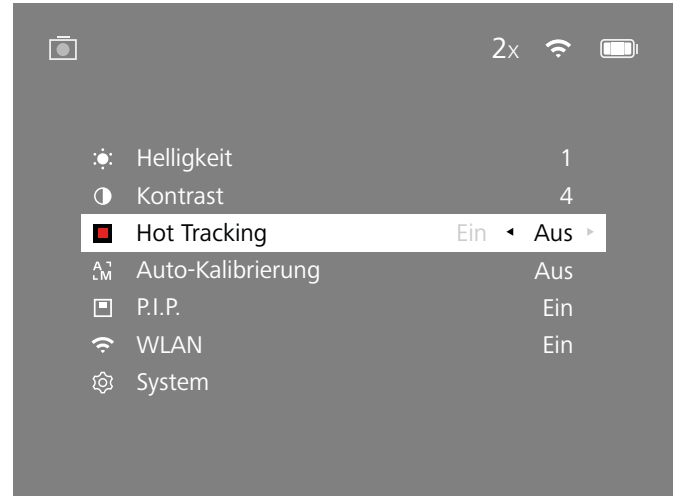 2x
Helligkeit 1
Kontrast 4
Hot Tracking Ein Aus
Auto-Kalibrierung Aus
P.I.P. Ein
WLAN Ein
System